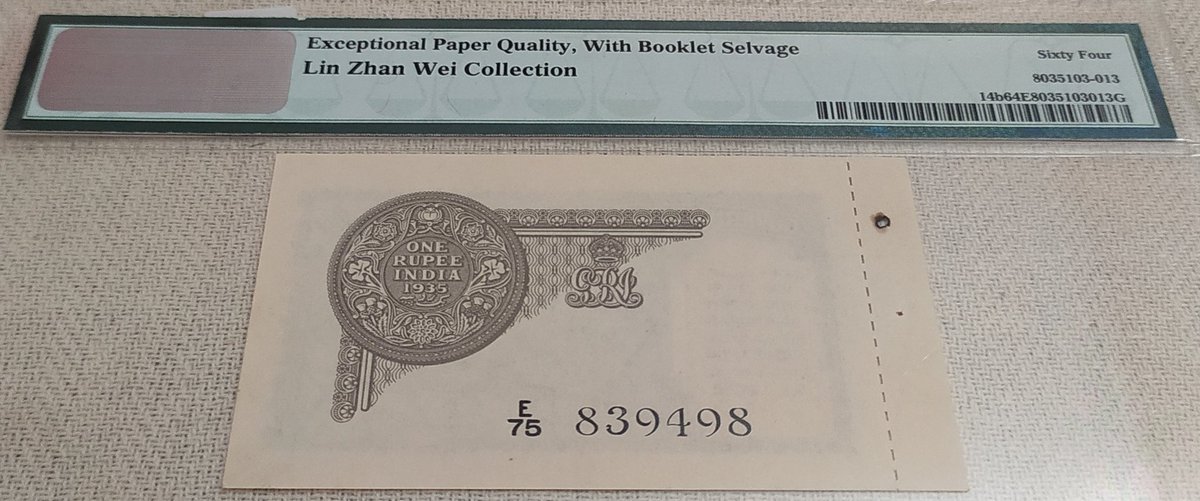 Exceptional Paper Quality, With Booklet Selvage
Lin Zhan Wei Collection
Sixty Four
8035103-013
14b64E8035103013G
ONE
RUPEE
INDIA
1935
GRI
E
75 839498